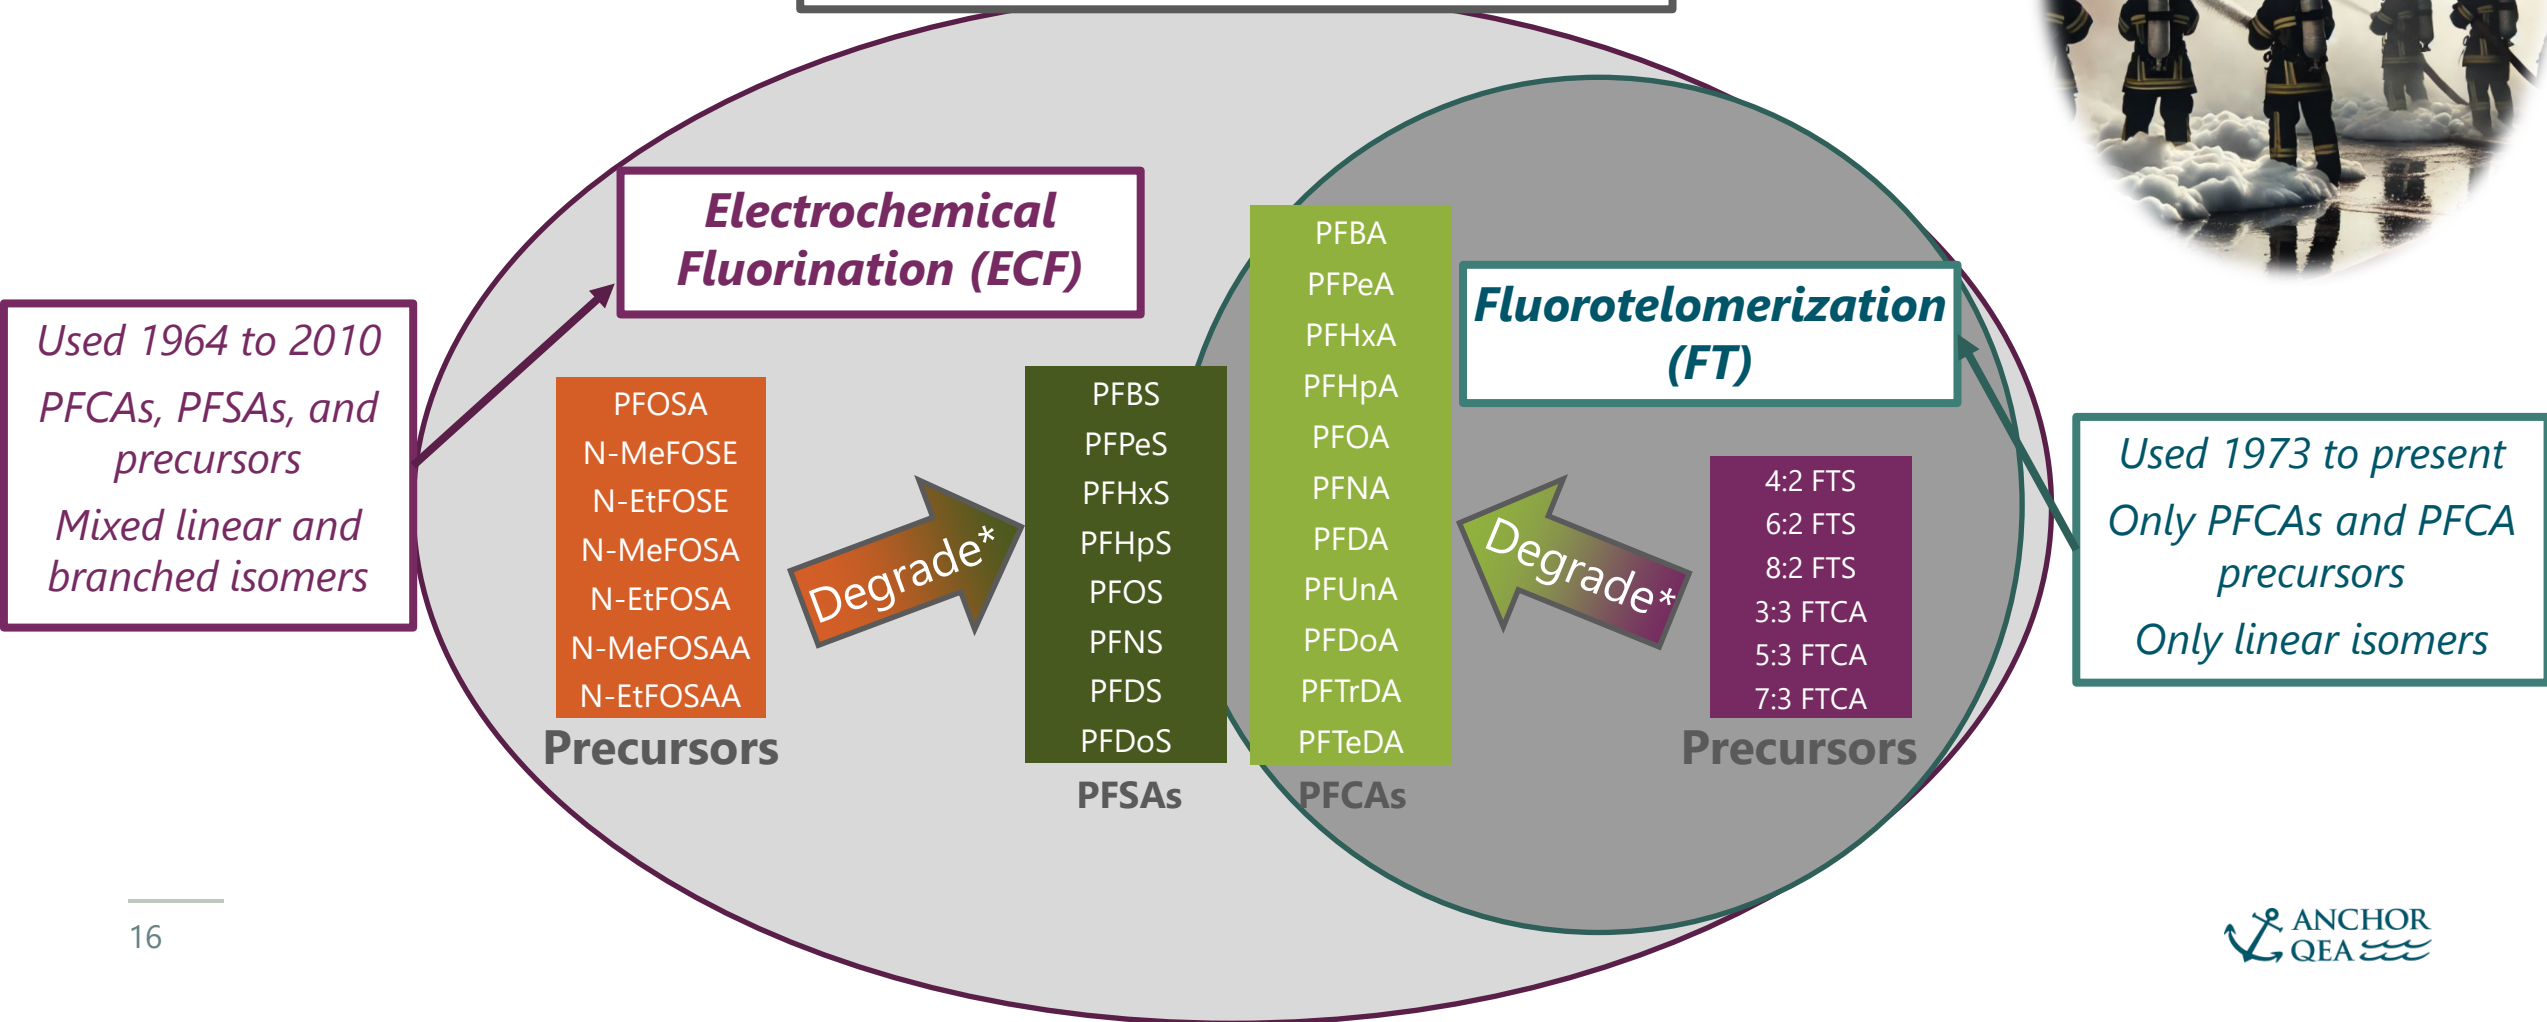 Electrochemical
Fluorination (ECF)
Used 1964 to 2010
PFCAs, PFSAs, and
precursors
Mixed linear and
branched isomers
PFOSA
N-MeFOSE
N-EtFOSE
N-MeFOSA
N-EtFOSA
N-MeFOSAA
N-EtFOSAA
Precursors
Degrade*
PFBS
PFPeS
PFHxS
PFHpS
PFOS
PFNS
PFDS
PFDoS
PFSAs
PFBA
PFPeA
PFHxA
PFHpA
PFOA
PFNA
PFDA
PFUnA
PFDoA
PFTrDA
PFTeDA
PFCAs
Fluorotelomerization
(FT)
Degrade*
4:2 FTS
6:2 FTS
8:2 FTS
3:3 FTCA
5:3 FTCA
7:3 FTCA
Precursors
Used 1973 to present
Only PFCAs and PFCA
precursors
Only linear isomers
16
ANCHOR
QEA